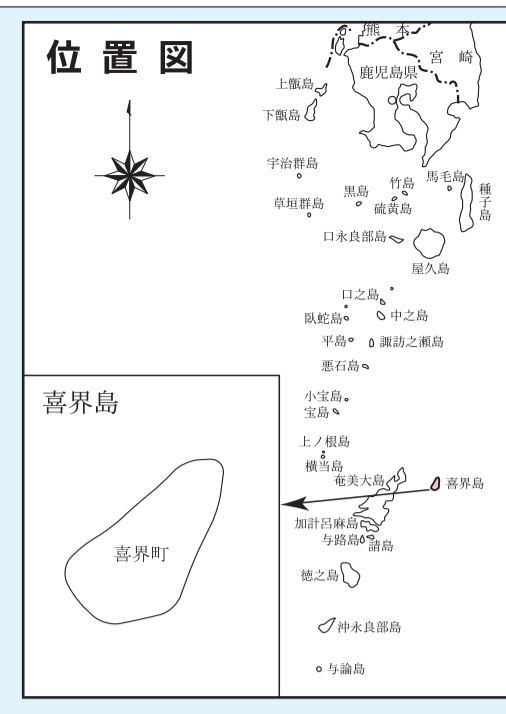 位置図
熊本
宮崎
鹿児島県
上甑島
下甑島
宇治群島
馬毛島
竹島
黒島
種子島
草垣群島
硫黄島
口永良部島
屋久島
口之島
臥蛇島
中之島
平島
諏訪之瀬島
悪石島
小宝島
宝島
上ノ根島
横当島
奄美大島
喜界島
加計呂麻島
与路島
請島
徳之島
沖永良部島
与論島
喜界島
喜界町